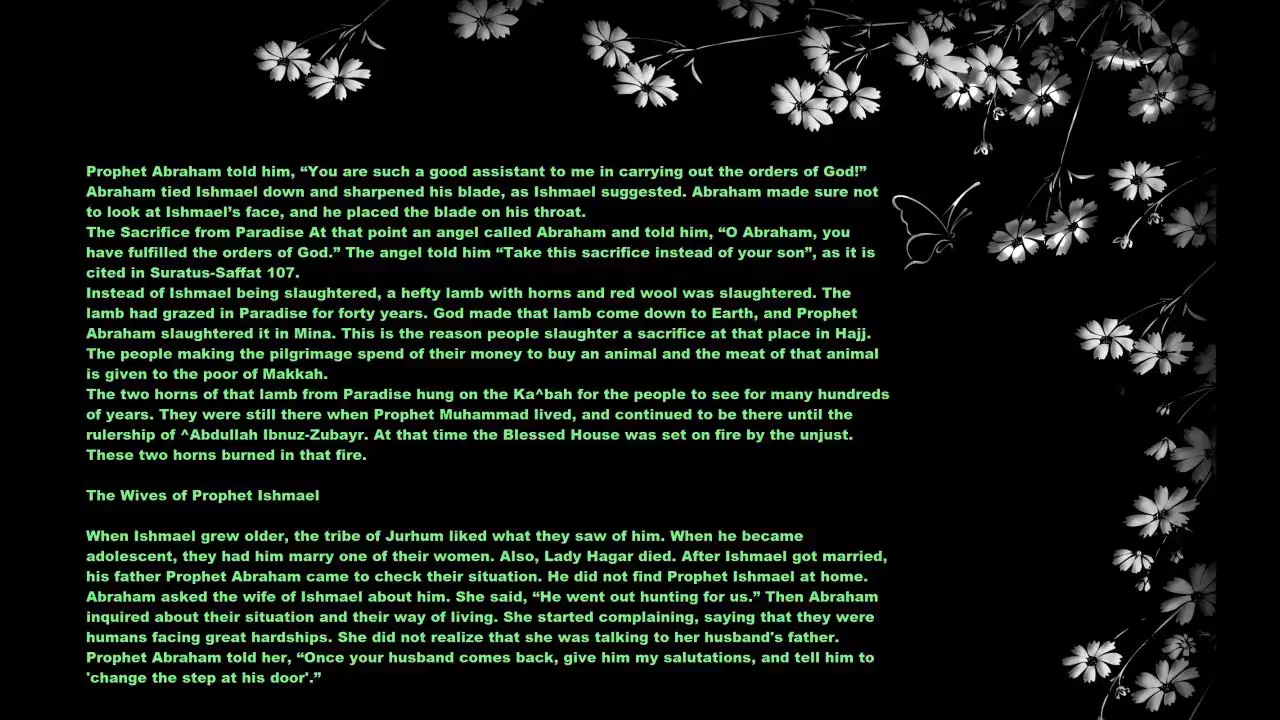 Prophet Abraham told him, “You are such a good assistant to me in carrying out the orders of God!”
Abraham tied Ishmael down and sharpened his blade, as Ishmael suggested. Abraham made sure not
to look at Ishmael’s face, and he placed the blade on his throat.
The Sacrifice from Paradise At that point an angel called Abraham and told him, “O Abraham, you
have fulfilled the orders of God.” The angel told him “Take this sacrifice instead of your son”, as it is
cited in Suratus-Saffat 107.
Instead of Ishmael being slaughtered, a hefty lamb with horns and red wool was slaughtered. The
lamb had grazed in Paradise for forty years. God made that lamb come down to Earth, and Prophet
Abraham slaughtered it in Mina. This is the reason people slaughter a sacrifice at that place in Hajj.
The people making the pilgrimage spend of their money to buy an animal and the meat of that animal
is given to the poor of Makkah.
The two horns of that lamb from Paradise hung on the Ka^bah for the people to see for many hundreds
of years. They were still there when Prophet Muhammad lived, and continued to be there until the
rulership of ^Abdullah Ibnuz-Zubayr. At that time the Blessed House was set on fire by the unjust.
These two horns burned in that fire.
The Wives of Prophet Ishmael
When Ishmael grew older, the tribe of Jurhum liked what they saw of him. When he became
adolescent, they had him marry one of their women. Also, Lady Hagar died. After Ishmael got married,
his father Prophet Abraham came to check their situation. He did not find Prophet Ishmael at home.
Abraham asked the wife of Ishmael about him. She said, “He went out hunting for us.” Then Abraham
inquired about their situation and their way of living. She started complaining, saying that they were
humans facing great hardships. She did not realize that she was talking to her husband's father.
Prophet Abraham told her, “Once your husband comes back, give him my salutations, and tell him to
'change the step at his door'.”